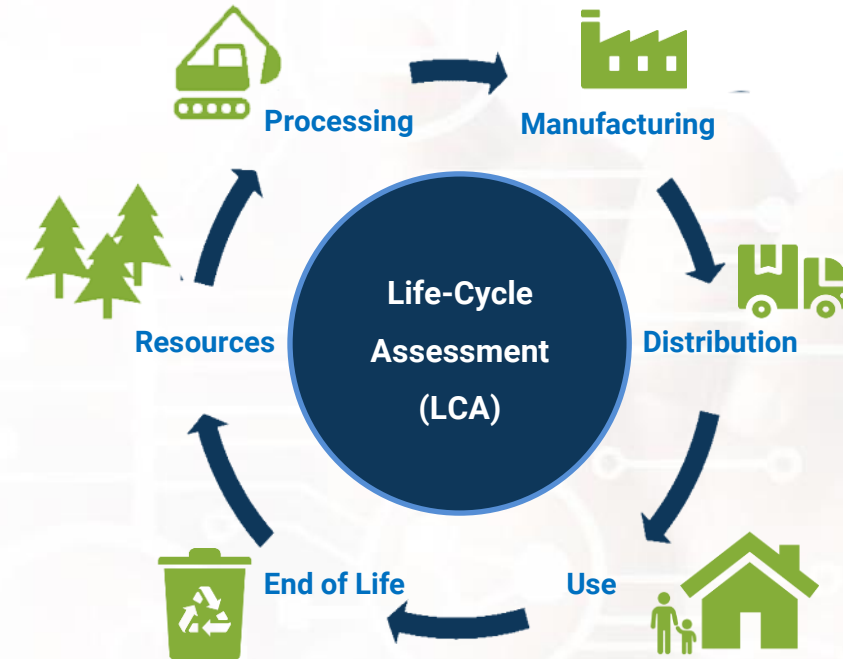 Processing
Manufacturing
Life-Cycle
Assessment
(LCA)
Resources
Distribution
End of Life
Use